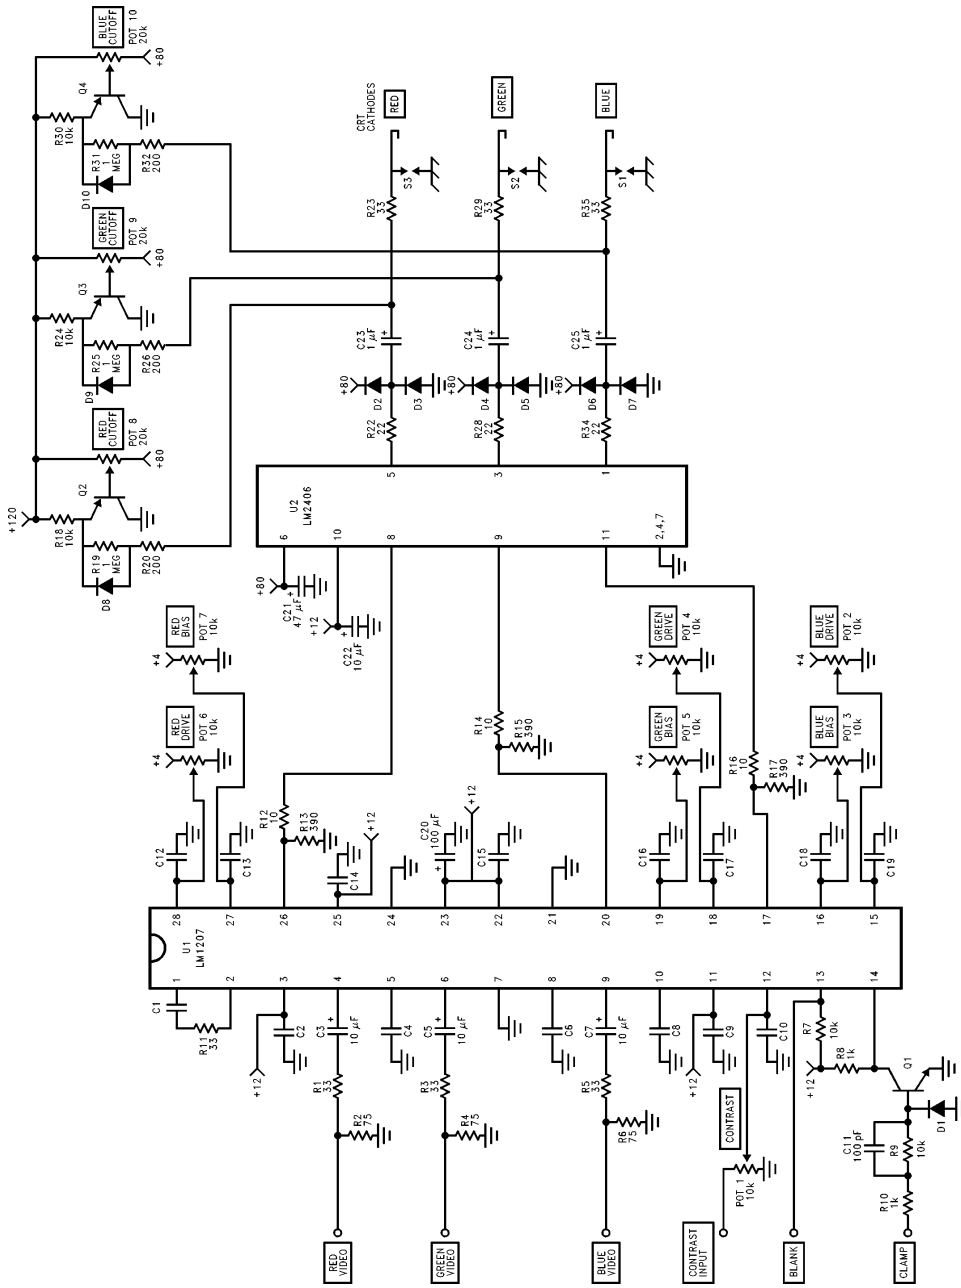 BLUE
CUTOFF
POT 10
20k
+80
Q4
R30
10k
R31
1
MEG
R32
200
D10
GREEN
CUTOFF
POT 9
20k
+80
Q3
R24
10k
R25
1
MEG
R26
200
D9
RED
CUTOFF
POT 8
20k
+80
Q2
+120
R18
10k
R19
1
MEG
R20
200
D8
CRT
CATHODES
RED
GREEN
BLUE
S3
S2
S1
R23
33
R29
33
R35
33
C23
1 µF
+
C24
1 µF
+
C25
1 µF
+
+80
D2
D3
+80
D4
D5
+80
D6
D7
R22
22
R28
22
R34
22
U2
LM2406
5
3
1
6
10
8
9
11
2,4,7
+80
C21
47 µF
+
+12
C22
10 µF
+
RED
BIAS
POT 7
10k
+4
RED
DRIVE
POT 6
10k
+4
GREEN
DRIVE
POT 4
10k
+4
GREEN
BIAS
POT 5
10k
+4
BLUE
DRIVE
POT 2
10k
+4
BLUE
BIAS
POT 3
10k
+4
R12
10
R13
390
R14
10
R15
390
R16
10
R17
390
C12
C13
C14
+12
C20
100 µF
+
+12
C15
C16
C17
C18
C19
U1
LM1207
28
27
26
25
24
23
22
21
20
19
18
17
16
15
1
2
3
4
5
6
7
8
9
10
11
12
13
14
C1
R11
33
C2
+12
C3
10 µF
+
C4
C5
10 µF
+
C6
C7
10 µF
+
C8
C9
+12
C10
R7
10k
+12
R8
1k
Q1
D1
R1
33
R2
75
R3
33
R4
75
R5
33
R6
75
CONTRAST
POT 1
10k
C11
100 pF
R9
10k
R10
1k
RED
VIDEO
GREEN
VIDEO
BLUE
VIDEO
CONTRAST
INPUT
BLANK
CLAMP